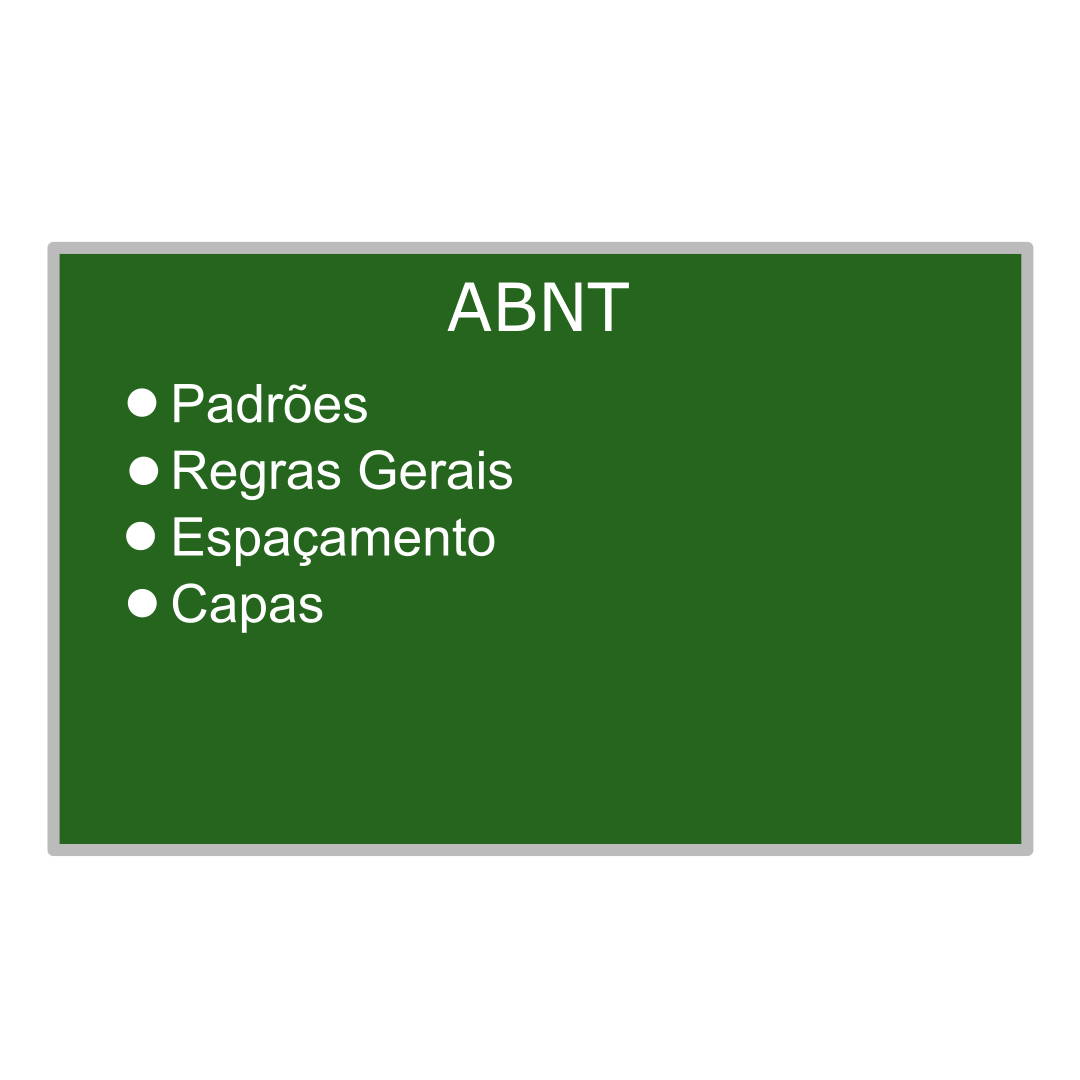 ABNT
● Padrões
● Regras Gerais
● Espaçamento
● Capas